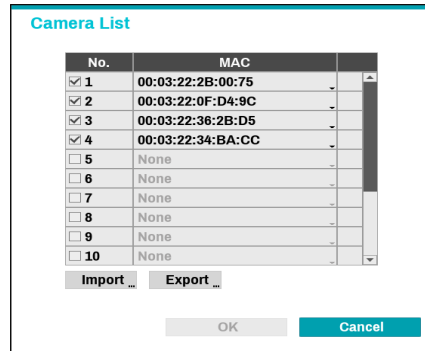 Camera List
No. MAC
1 00:03:22:2B:00:75
2 00:03:22:0F:D4:9C
3 00:03:22:36:2B:D5
4 00:03:22:34:BA:CC
5 None
6 None
7 None
8 None
9 None
10 None
Import... Export...
OK Cancel